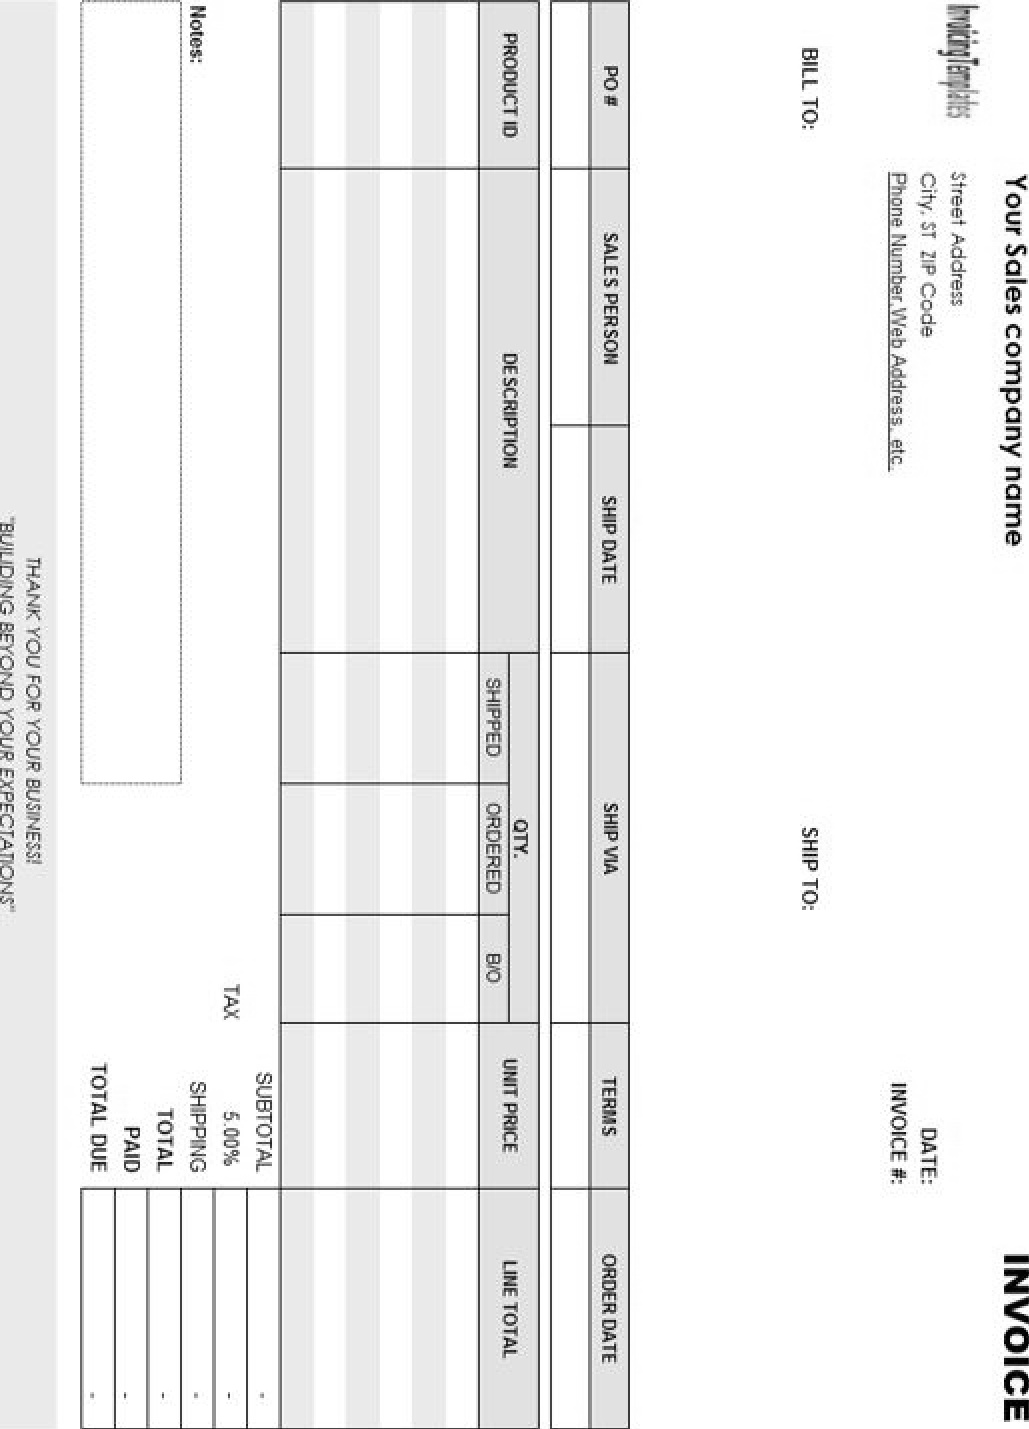 Your Sales company name
INVOICE
InvoicingTemplates
Street Address
City, ST ZIP Code
Phone Number,Web Address, etc.
DATE:
INVOICE #:
BILL TO:
SHIP TO:
PO # SALES PERSON SHIP DATE SHIP VIA TERMS ORDER DATE
PRODUCT ID DESCRIPTION QTY. UNIT PRICE LINE TOTAL
SHIPPED ORDERED B/O
SUBTOTAL -
TAX 5.00% -
Notes:
SHIPPING -
TOTAL -
PAID -
TOTAL DUE -
THANK YOU FOR YOUR BUSINESS!
"BUILIDING BEYOND YOUR EXPECTATIONS"